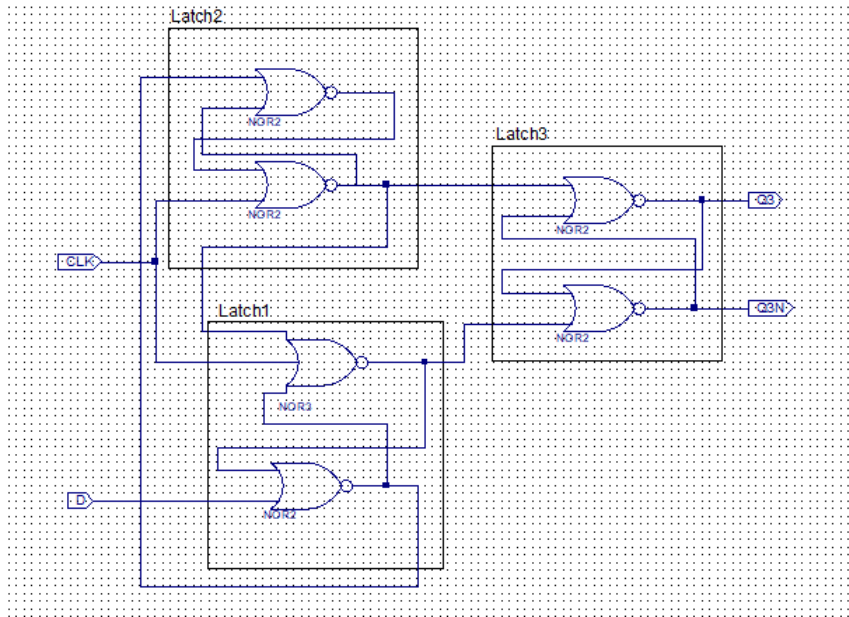 Latch2
NOR2
NOR2
Latch3
NOR2
Q3
CLK
Q3N
NOR2
Latch1
NOR3
D
NOR2